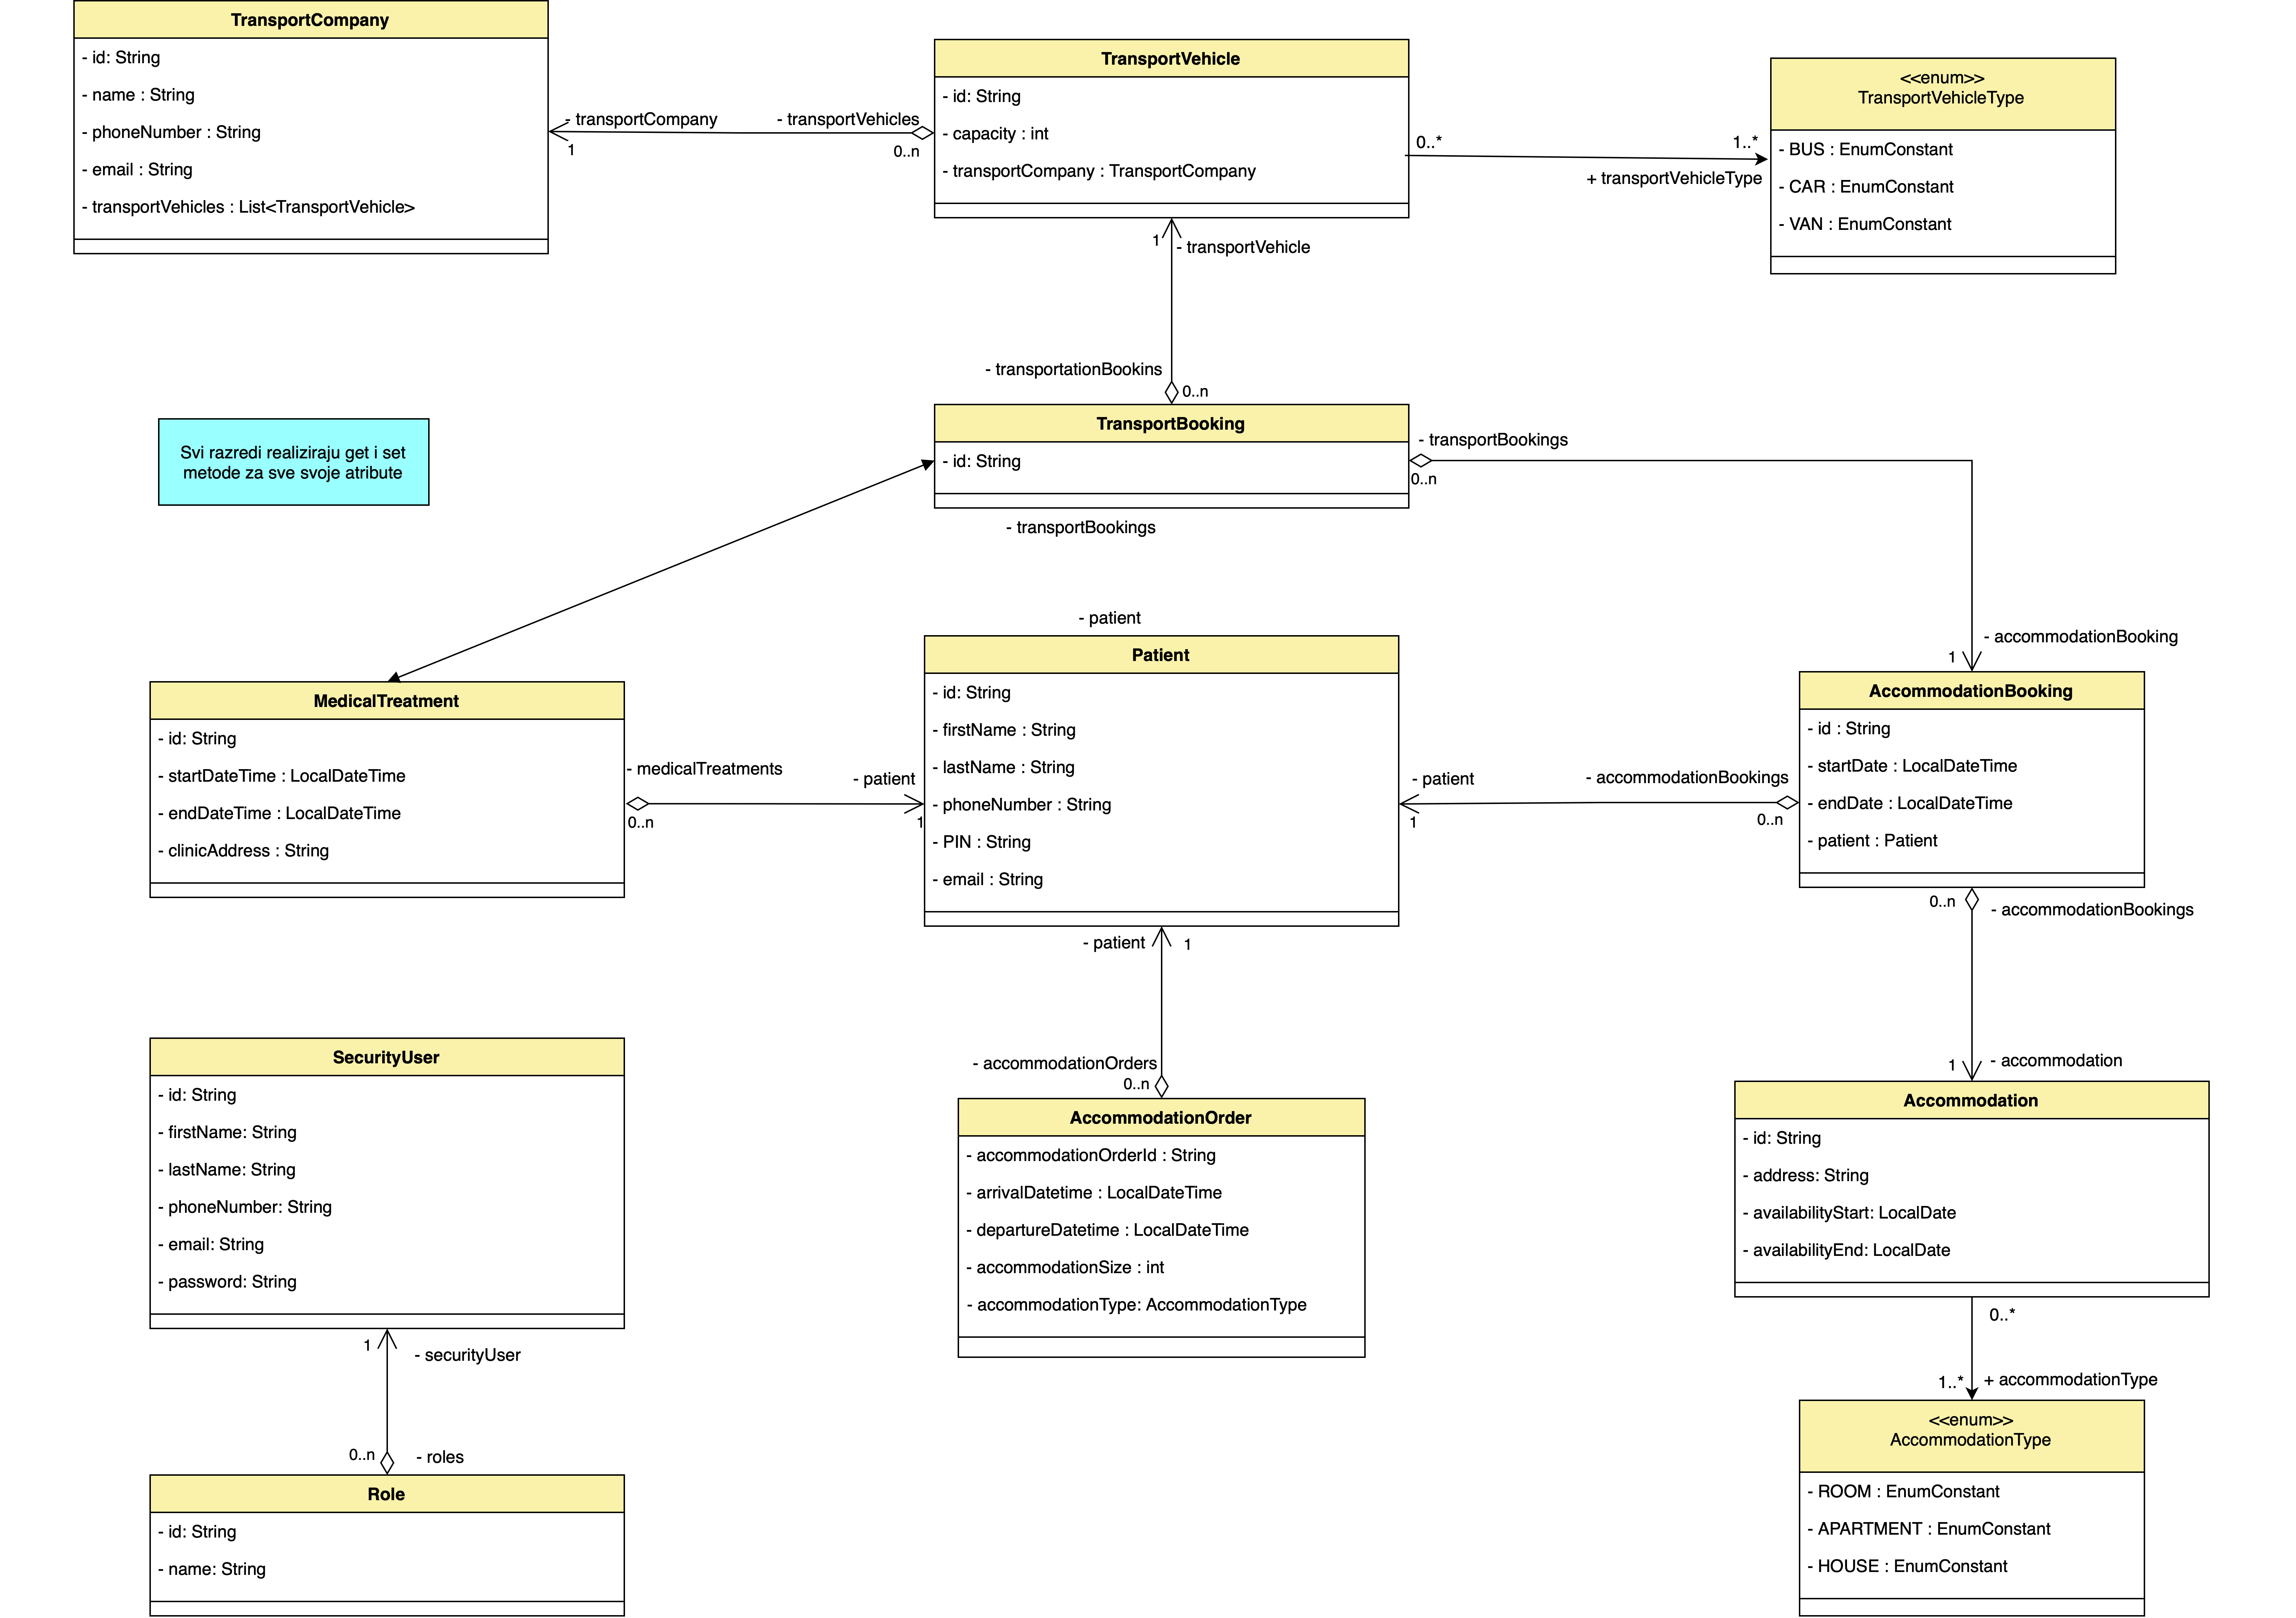 TransportCompany
- id: String
- name : String
- phoneNumber : String
- email : String
- transportVehicles : List<TransportVehicle>
- transportCompany
1
- transportVehicles
0..n
TransportVehicle
- id: String
- capacity : int
- transportCompany : TransportCompany
0..*
1..*
+ transportVehicleType
<<enum>>
TransportVehicleType
- BUS : EnumConstant
- CAR : EnumConstant
- VAN : EnumConstant
1
- transportVehicle
- transportationBookins
0..n
Svi razredi realiziraju get i set
metode za sve svoje atribute
TransportBooking
- id: String
- transportBookings
0..n
- transportBookings
- accommodationBooking
1
- patient
MedicalTreatment
- id: String
- startDateTime : LocalDateTime
- endDateTime : LocalDateTime
- clinicAddress : String
- medicalTreatments
0..n
- patient
1
Patient
- id: String
- firstName : String
- lastName : String
- phoneNumber : String
- PIN : String
- email : String
- patient
1
- accommodationBookings
0..n
AccommodationBooking
- id : String
- startDate : LocalDateTime
- endDate : LocalDateTime
- patient : Patient
0..n
- accommodationBookings
- patient
1
- accommodationOrders
0..n
1
- accommodation
SecurityUser
- id: String
- firstName: String
- lastName: String
- phoneNumber: String
- email: String
- password: String
AccommodationOrder
- accommodationOrderId : String
- arrivalDatetime : LocalDateTime
- departureDatetime : LocalDateTime
- accommodationSize : int
- accommodationType: AccommodationType
Accommodation
- id: String
- address: String
- availabilityStart: LocalDate
- availabilityEnd: LocalDate
0..*
1..*
+ accommodationType
1
- securityUser
0..n
- roles
Role
- id: String
- name: String
<<enum>>
AccommodationType
- ROOM : EnumConstant
- APARTMENT : EnumConstant
- HOUSE : EnumConstant